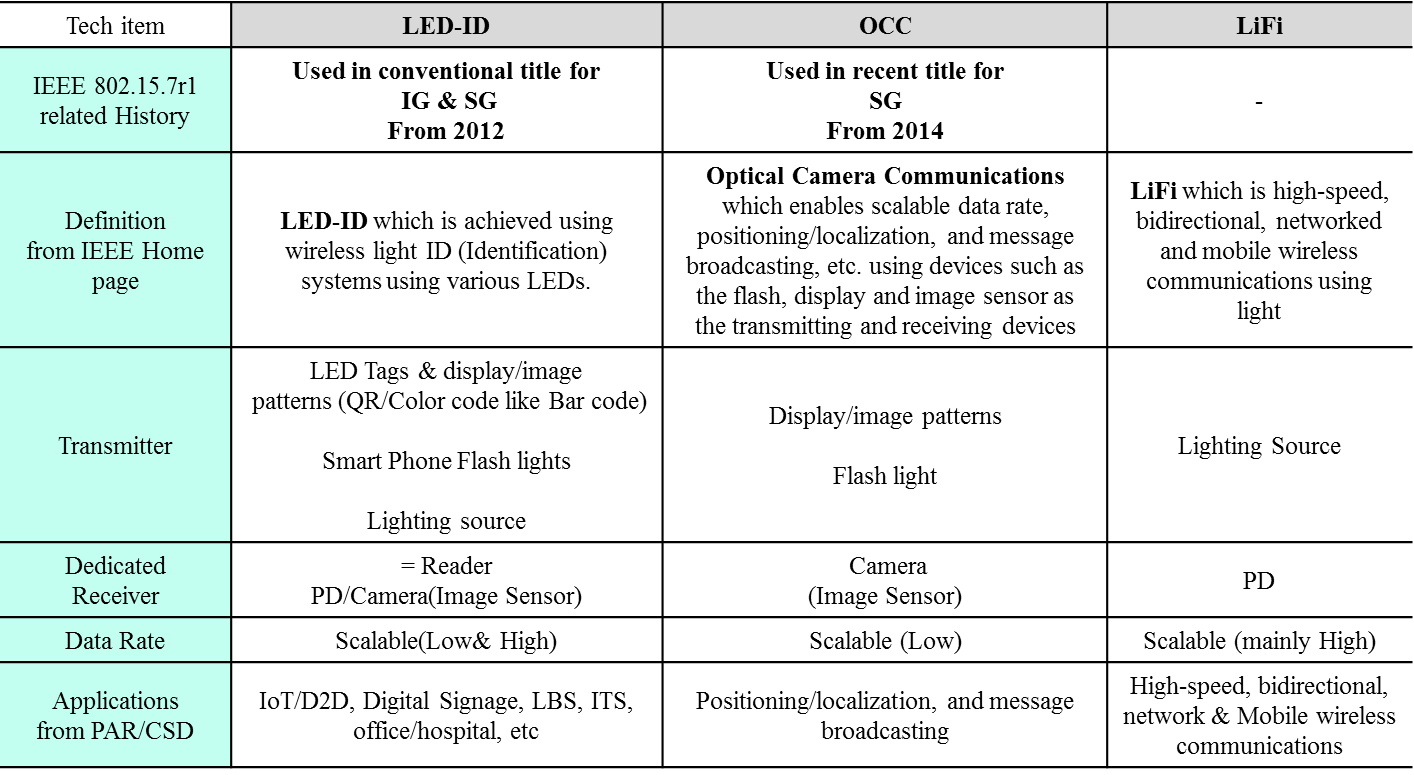 Tech item
LED-ID
OCC
LiFi
IEEE 802.15.7r1
related History
Used in conventional title for
IG & SG
From 2012
Used in recent title for
SG
From 2014
-
Definition
from IEEE Home
page
LED-ID which is achieved using
wireless light ID (Identification)
systems using various LEDs.
Optical Camera Communications
which enables scalable data rate,
positioning/localization, and message
broadcasting, etc. using devices such as
the flash, display and image sensor as
the transmitting and receiving devices
LiFi which is high-speed,
bidirectional, networked
and mobile wireless
communications using
light
Transmitter
LED Tags & display/image
patterns (QR/Color code like Bar code)
Smart Phone Flash lights
Lighting source
Display/image patterns
Flash light
Lighting Source
Dedicated
Receiver
= Reader
PD/Camera(Image Sensor)
Camera
(Image Sensor)
PD
Data Rate
Scalable(Low& High)
Scalable (Low)
Scalable (mainly High)
Applications
from PAR/CSD
IoT/D2D, Digital Signage, LBS, ITS,
office/hospital, etc
Positioning/localization, and message
broadcasting
High-speed, bidirectional,
network & Mobile wireless
communications